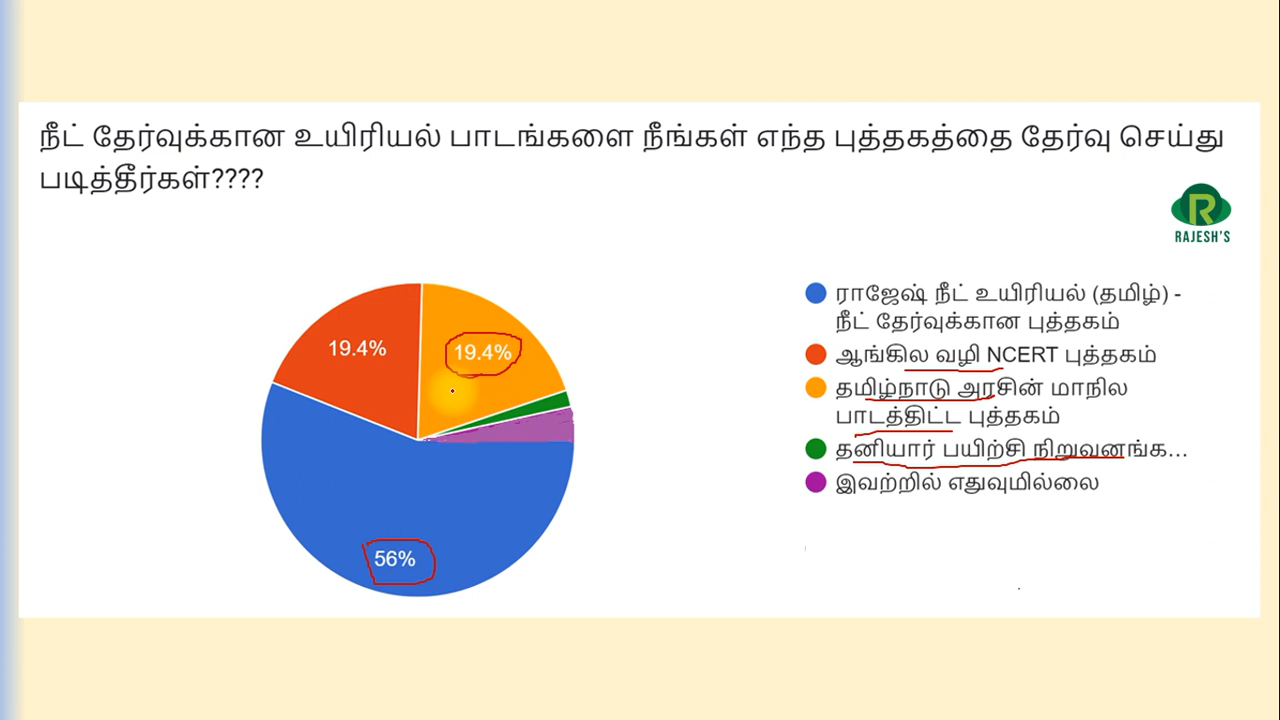 நீட் தேர்வுக்கான உயிரியல் பாடங்களை நீங்கள் எந்த புத்தகத்தை தேர்வு செய்து
படித்தீர்கள்????
R
RAJESH'S
19.4%
19.4%
56%
ராஜேஷ் நீட் உயிரியல் (தமிழ்) -
நீட் தேர்வுக்கான புத்தகம்
ஆங்கில வழி NCERT புத்தகம்
தமிழ்நாடு அரசின் மாநில
பாடத்திட்ட புத்தகம்
தனியார் பயிற்சி நிறுவனங்க...
இவற்றில் எதுவுமில்லை